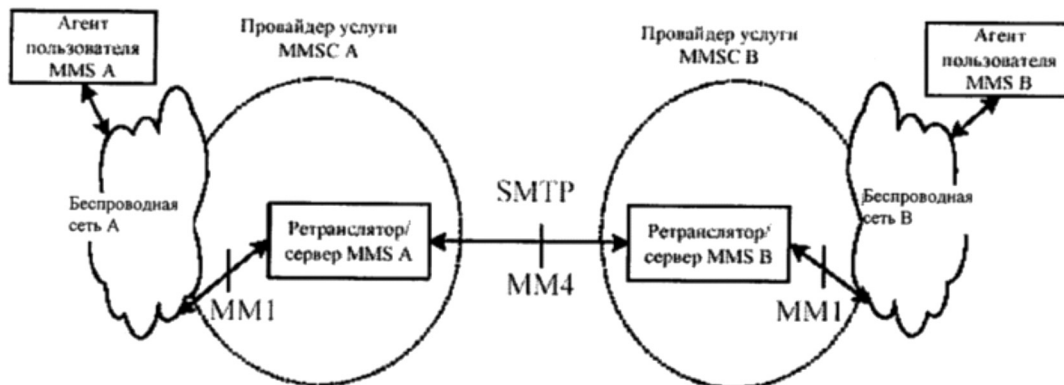 Агент
пользователя
MMS A
Провайдер услуги
MMSC A
Провайдер услуги
MMSC B
Агент
пользователя
MMS B
Беспроводная
сеть A
Ретранслятор/
сервер MMS A
SMTP
MM4
Ретранслятор/
сервер MMS B
Беспроводная
сеть B
MM1
MM1